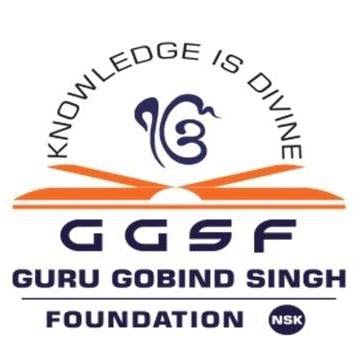 KNOWLEDGE IS DIVINE
ੴ
GGSF
GURU GOBIND SINGH
FOUNDATION NSK